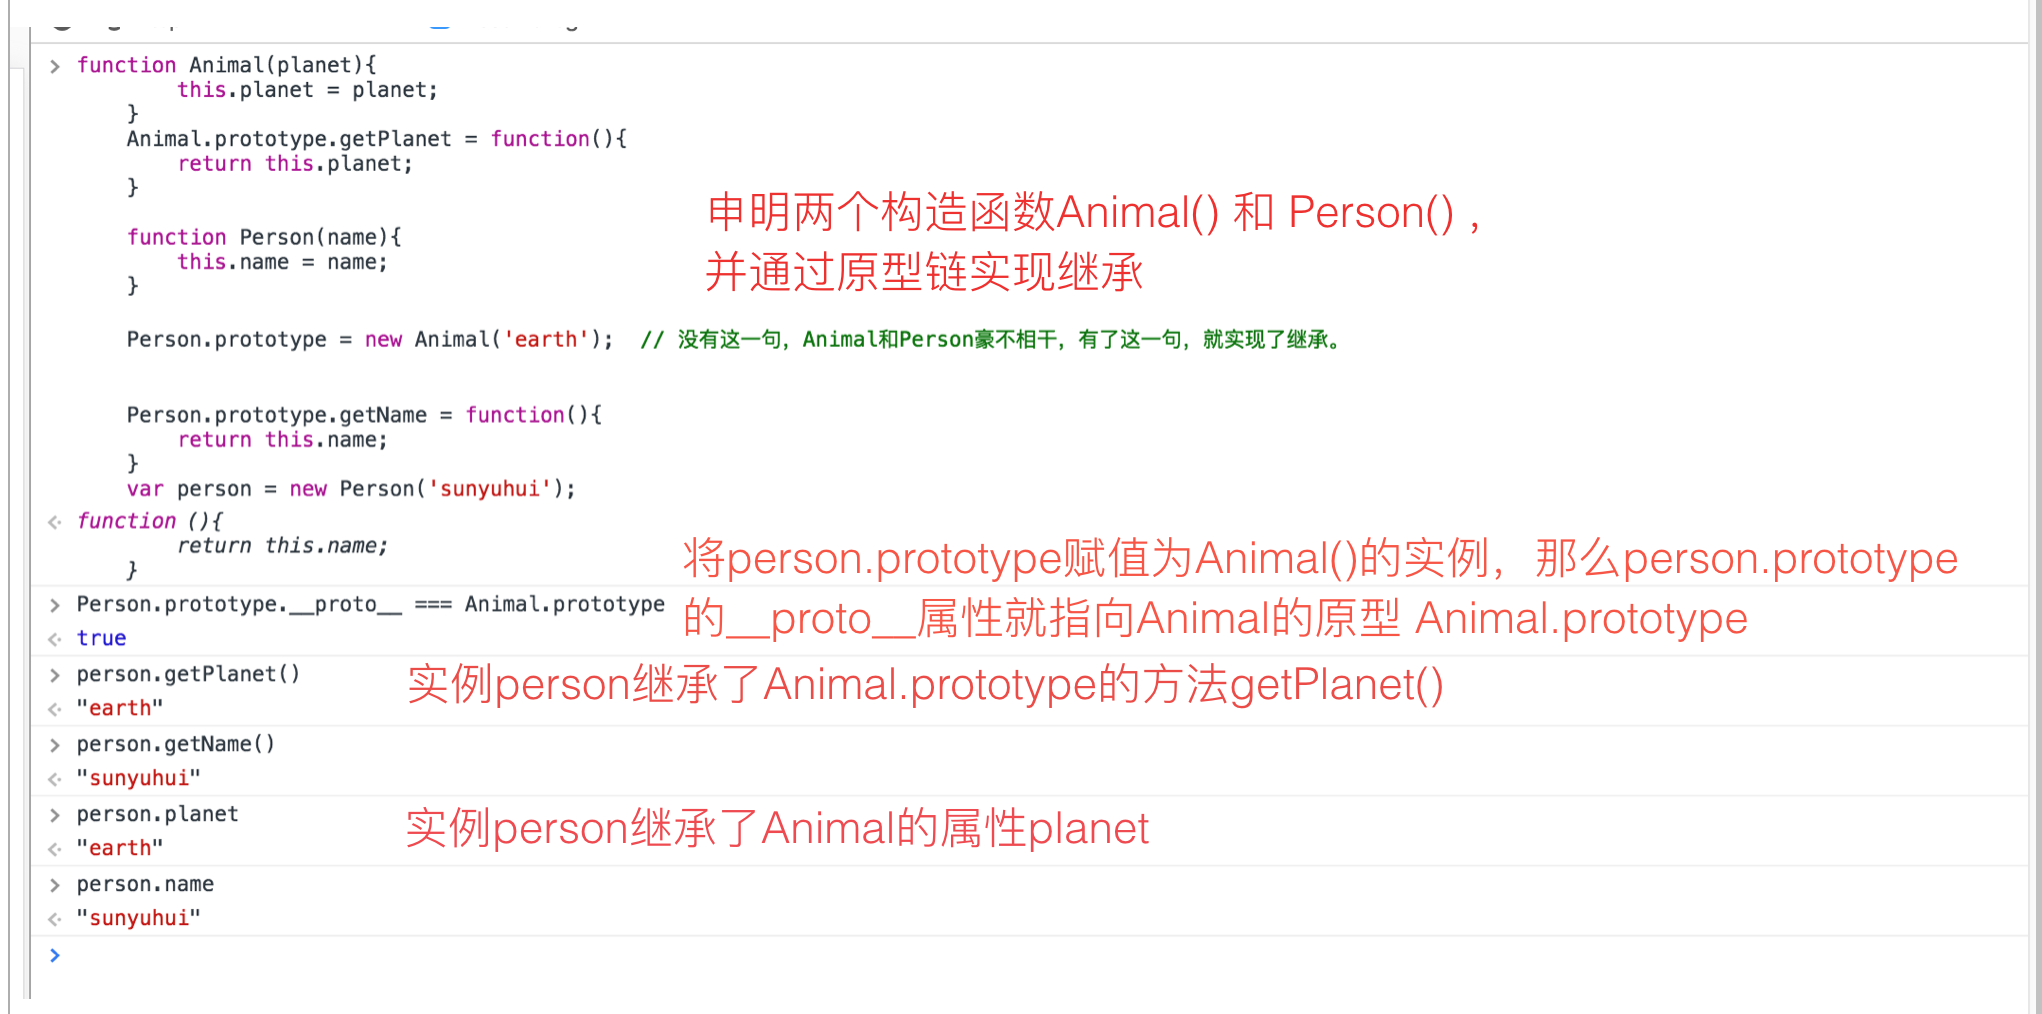 function Animal(planet){
this.planet = planet;
}
Animal.prototype.getPlanet = function(){
return this.planet;
}
申明两个构造函数Animal() 和 Person() ，
function Person(name){
this.name = name;
并通过原型链实现继承
}
Person.prototype = new Animal('earth'); // 没有这一句，Animal和Person豪不相干，有了这一句，就实现了继承。
Person.prototype.getName = function(){
return this.name;
}
var person = new Person('sunyuhui');
function (){
return this.name;
}
将person.prototype赋值为Animal()的实例，那么person.prototype
的__proto__属性就指向Animal的原型 Animal.prototype
Person.prototype.__proto__ === Animal.prototype
true
person.getPlanet() 实例person继承了Animal.prototype的方法getPlanet()
"earth"
person.getName()
"sunyuhui"
person.planet 实例person继承了Animal的属性planet
"earth"
person.name
"sunyuhui"